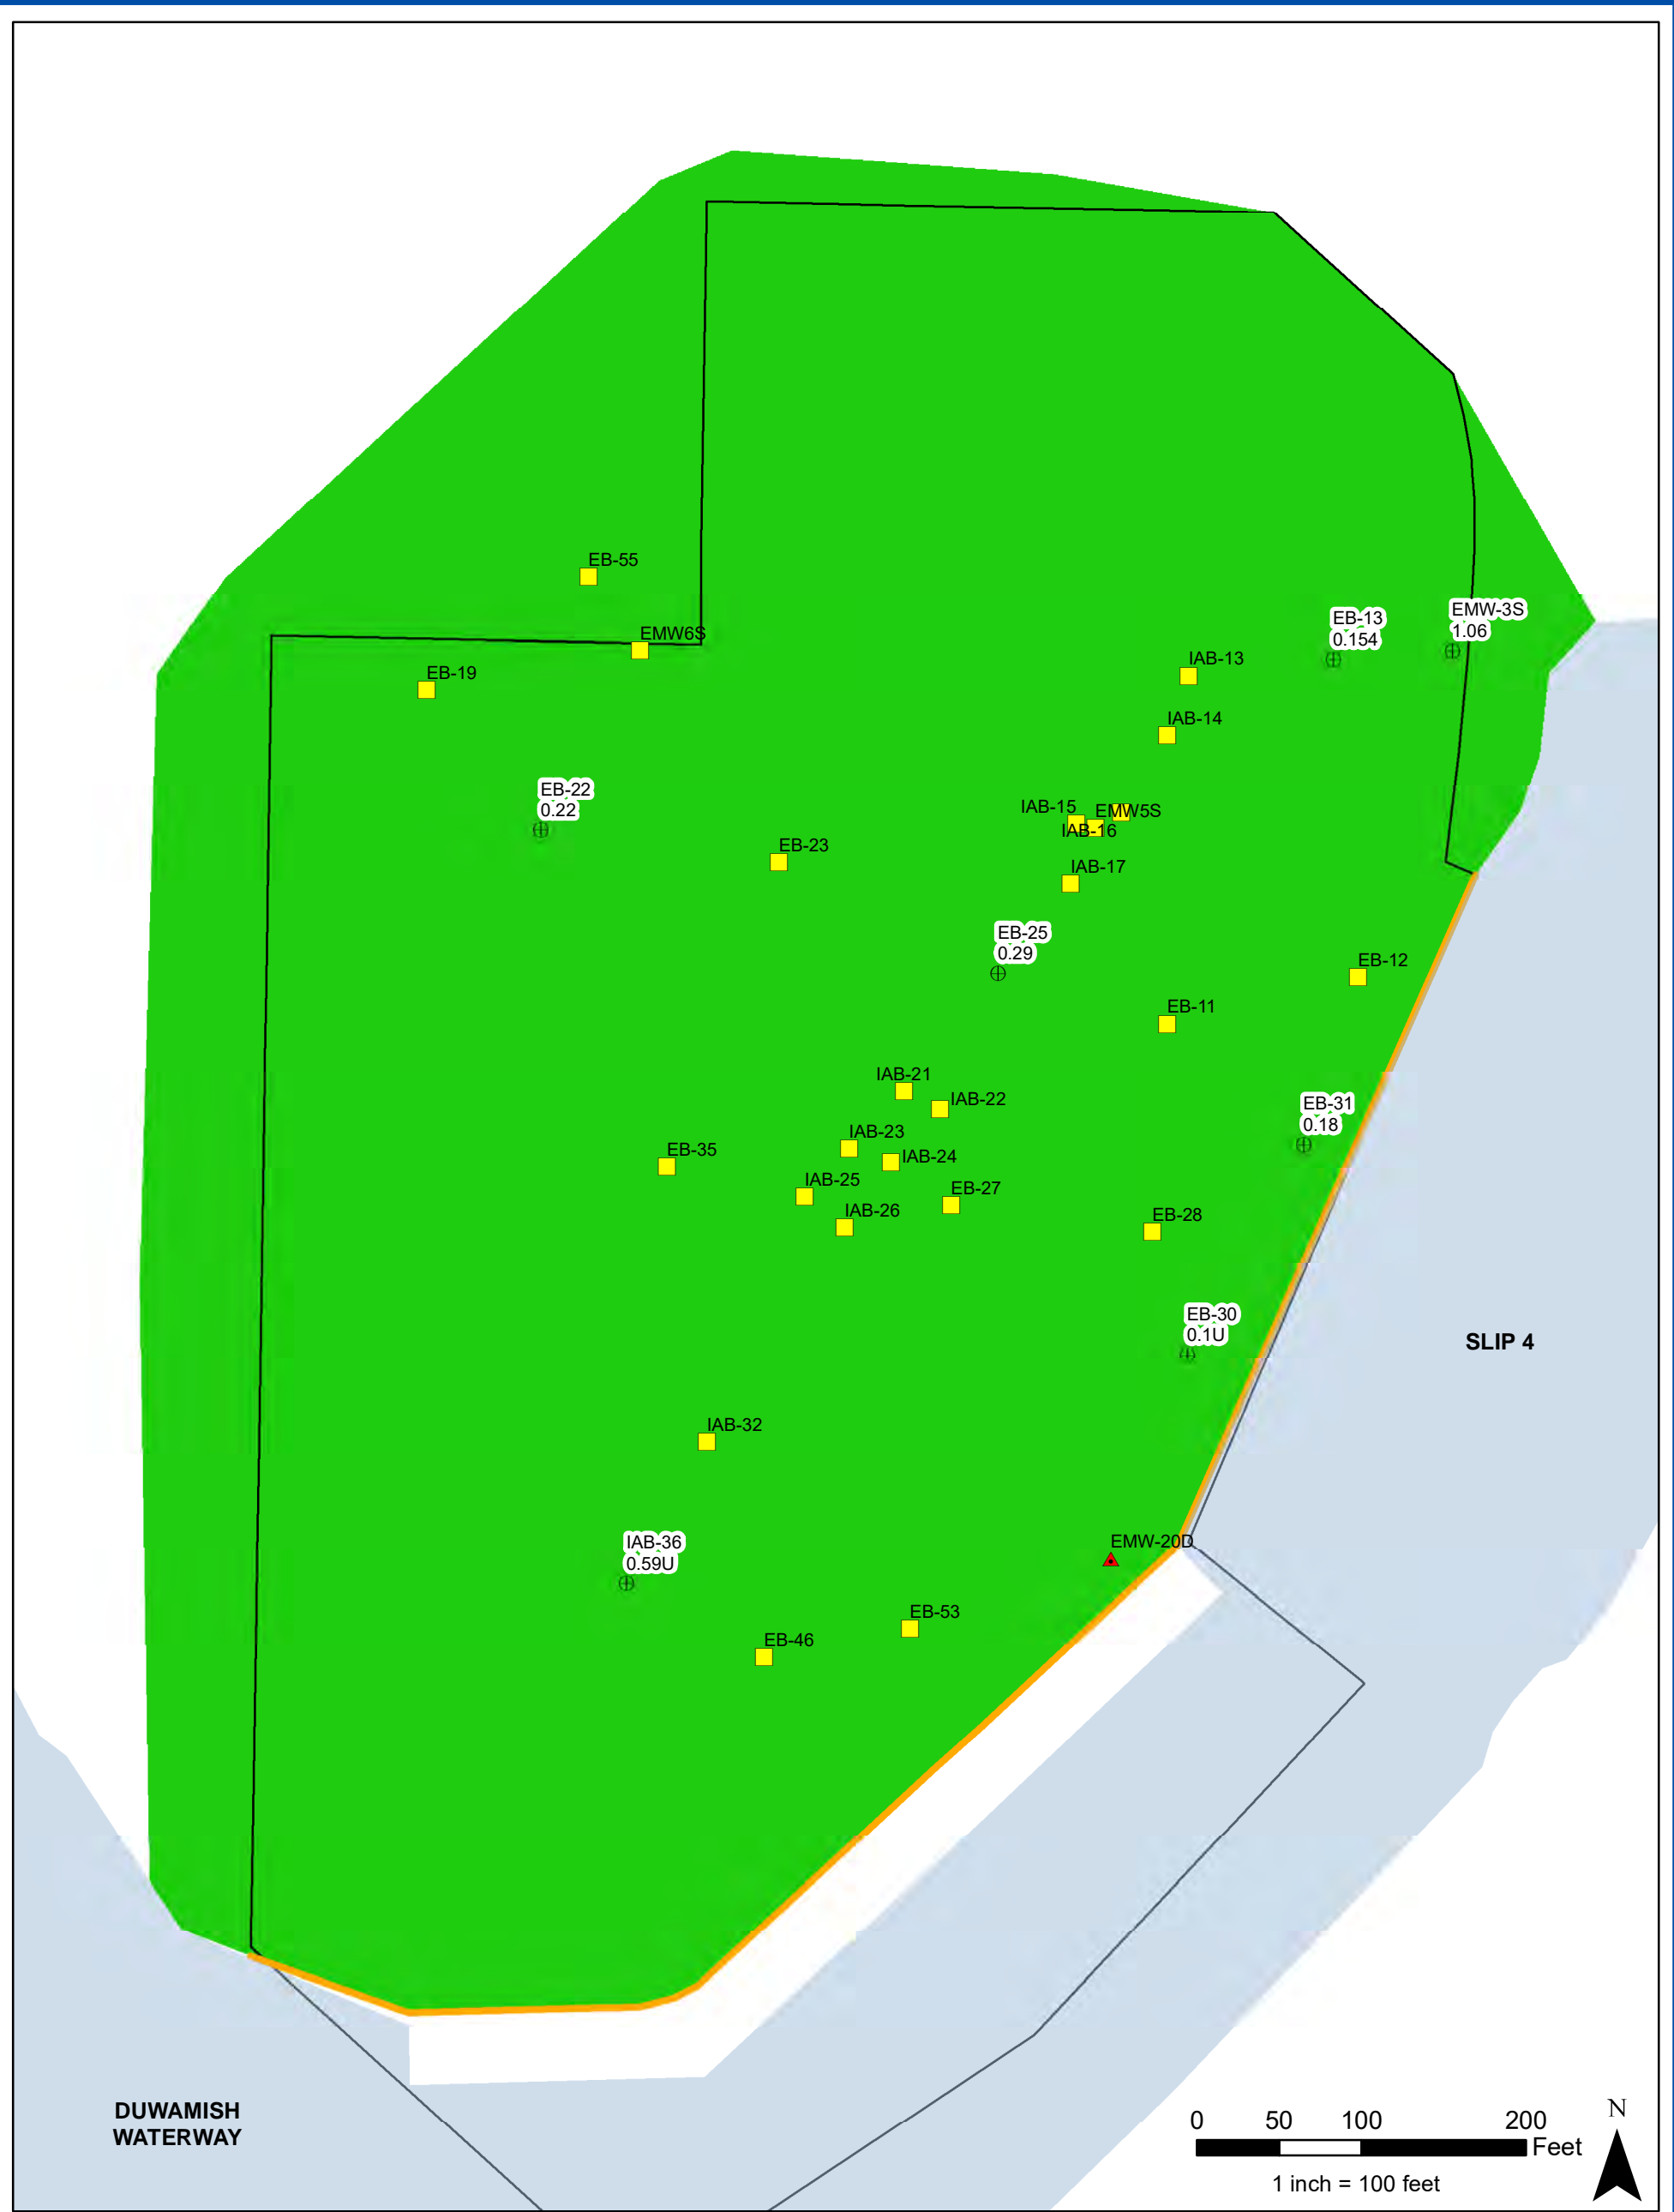 EB-55
EMW-3S
1.06
EB-13
0.154
EMW6S
EB-19
IAB-13
IAB-14
EB-22
0.22
IAB-15
EMW5S
IAB-16
EB-23
IAB-17
EB-25
0.29
EB-12
EB-11
IAB-21
IAB-22
EB-31
0.18
IAB-23
EB-35
IAB-24
IAB-25
EB-27
IAB-26
EB-28
EB-30
0.1U
SLIP 4
IAB-32
IAB-36
0.59U
EMW-20D
EB-53
EB-46
DUWAMISH
WATERWAY
0 50 100 200
Feet
1 inch = 100 feet
N